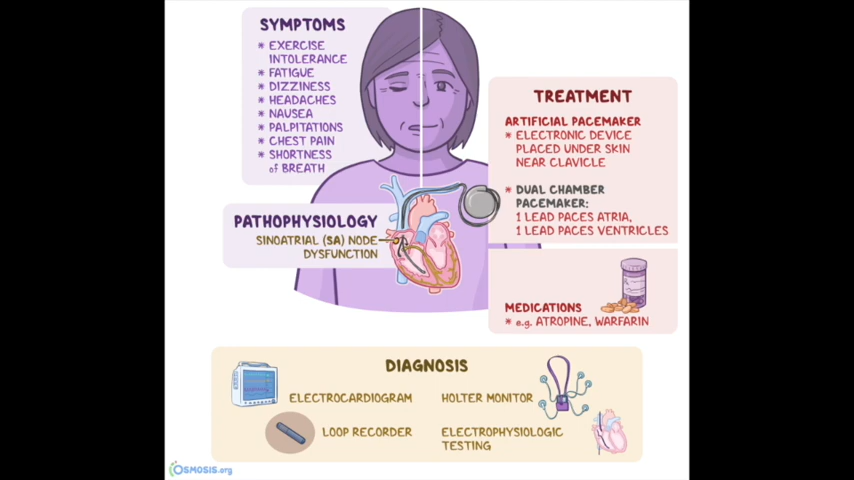 SYMPTOMS
* EXERCISE
INTOLERANCE
* FATIGUE
* DIZZINESS
* HEADACHES
* NAUSEA
* PALPITATIONS
* CHEST PAIN
* SHORTNESS
of BREATH
PATHOPHYSIOLOGY
SINOATRIAL (SA) NODE
DYSFUNCTION
TREATMENT
ARTIFICIAL PACEMAKER
* ELECTRONIC DEVICE
PLACED UNDER SKIN
NEAR CLAVICLE
* DUAL CHAMBER
PACEMAKER:
1 LEAD PACES ATRIA,
1 LEAD PACES VENTRICLES
MEDICATIONS
* e.g. ATROPINE, WARFARIN
DIAGNOSIS
ELECTROCARDIOGRAM
HOLTER MONITOR
LOOP RECORDER
ELECTROPHYSIOLOGIC
TESTING
OSMOSIS.org